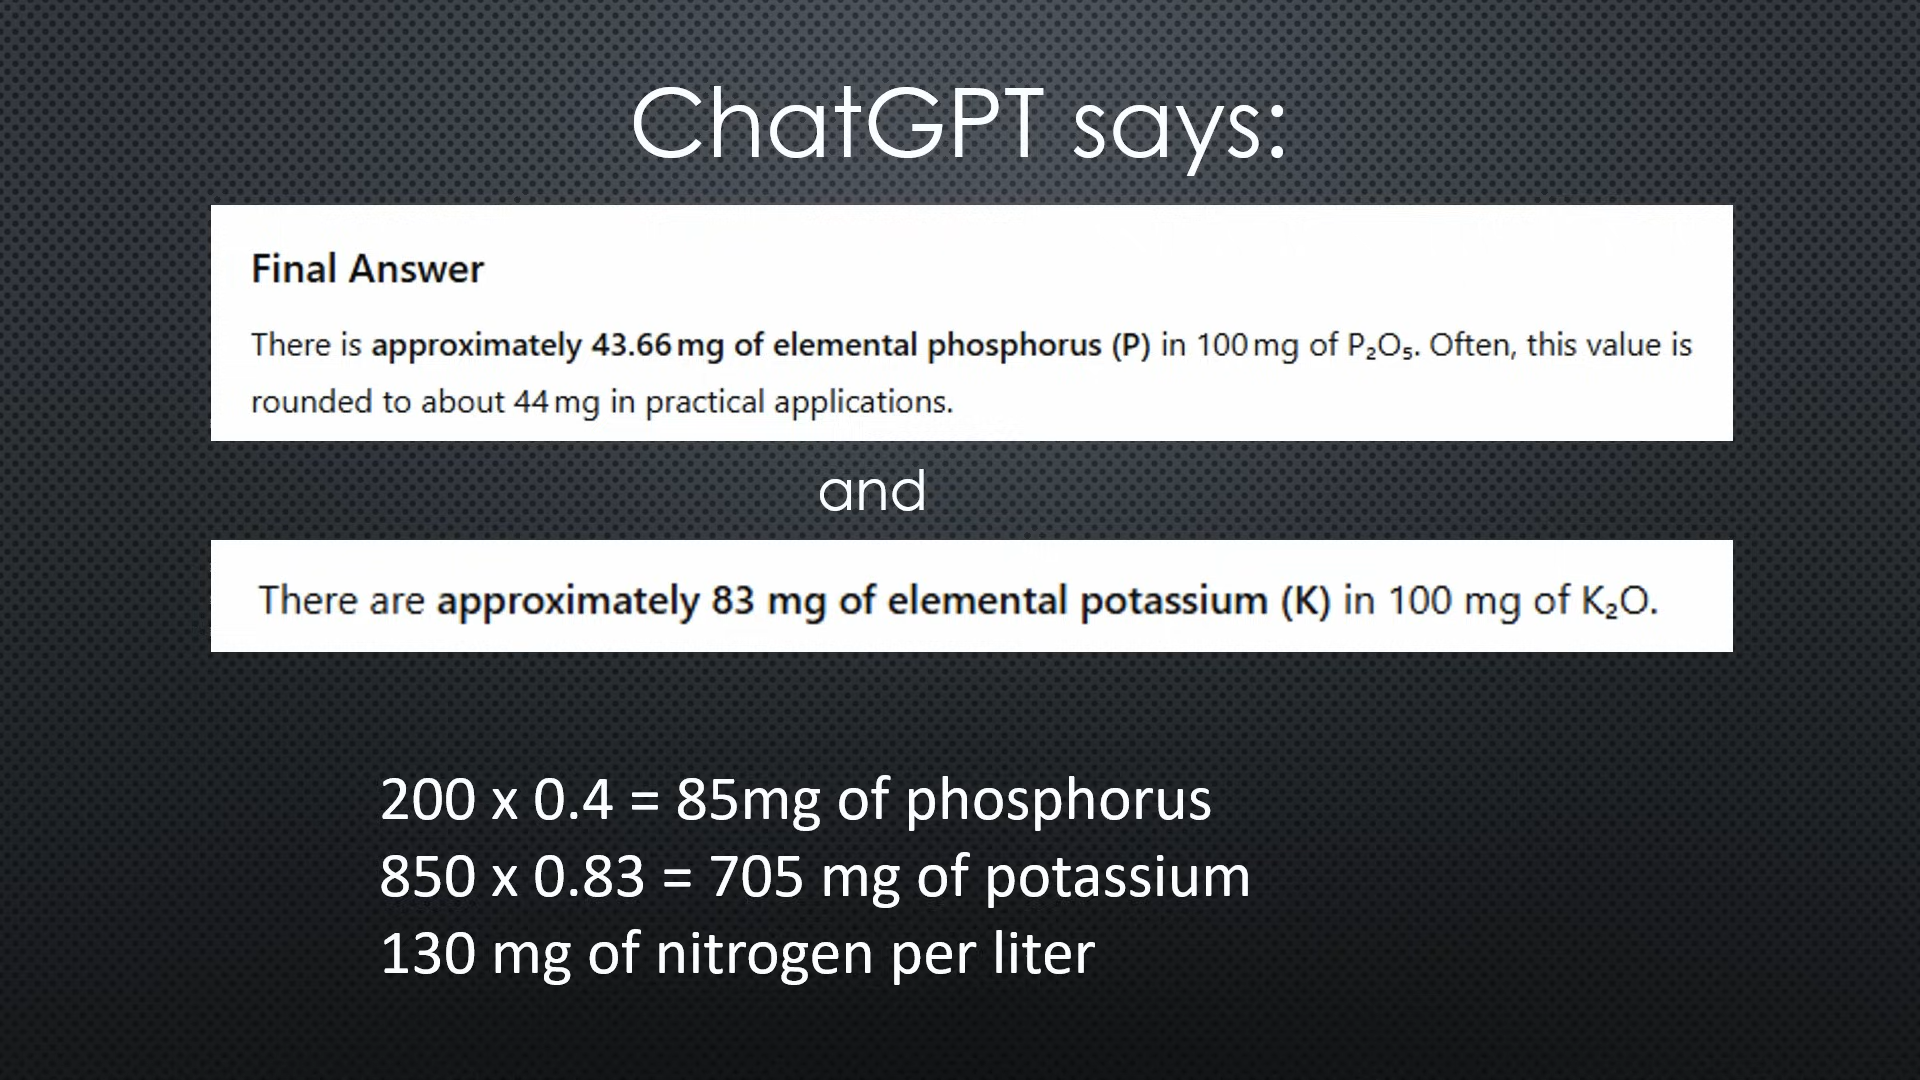 ChatGPT says:
Final Answer
There is approximately 43.66 mg of elemental phosphorus (P) in 100 mg of P₂O₅. Often, this value is
rounded to about 44 mg in practical applications.
and
There are approximately 83 mg of elemental potassium (K) in 100 mg of K₂O.
200 x 0.4 = 85mg of phosphorus
850 x 0.83 = 705 mg of potassium
130 mg of nitrogen per liter